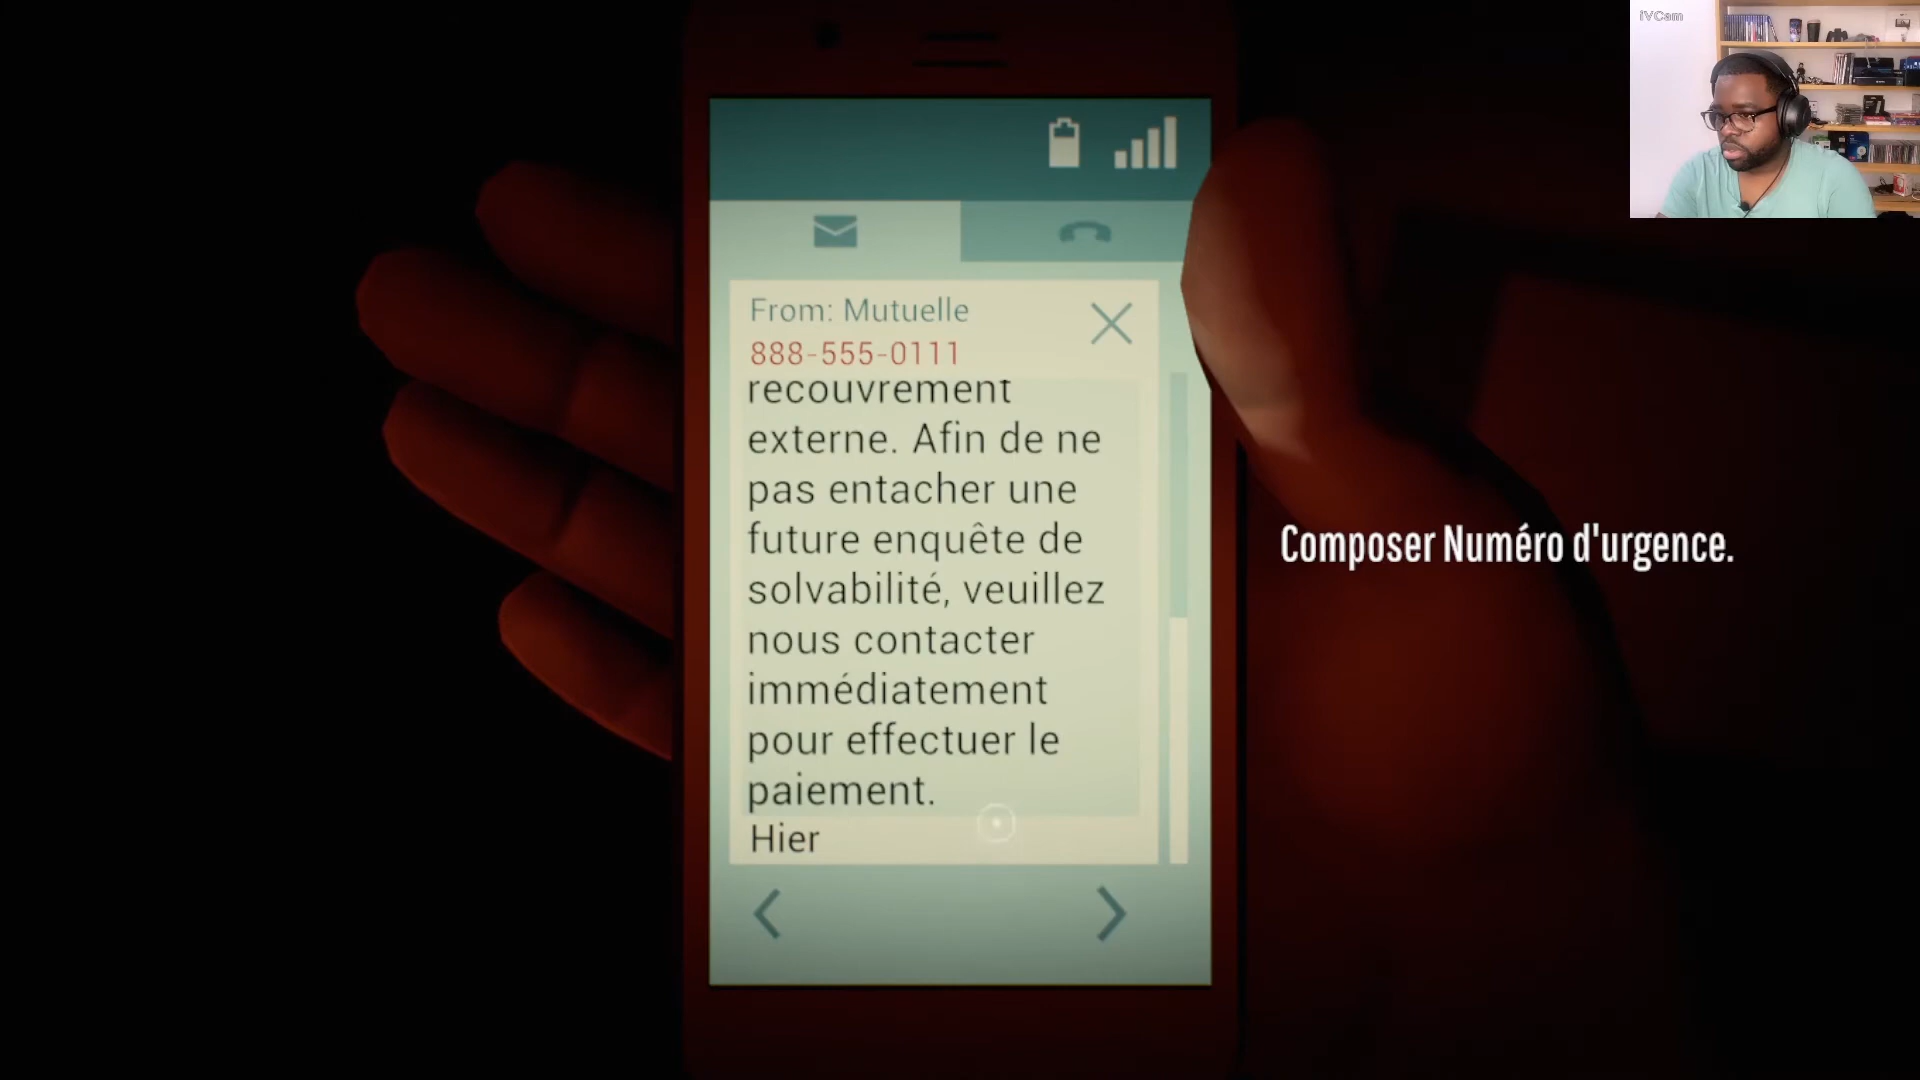 iVCam
From: Mutuelle
888-555-0111
recouvrement
externe. Afin de ne
pas entacher une
future enquête de
solvabilité, veuillez
nous contacter
immédiatement
pour effectuer le
paiement.
Hier
Composer Numéro d'urgence.